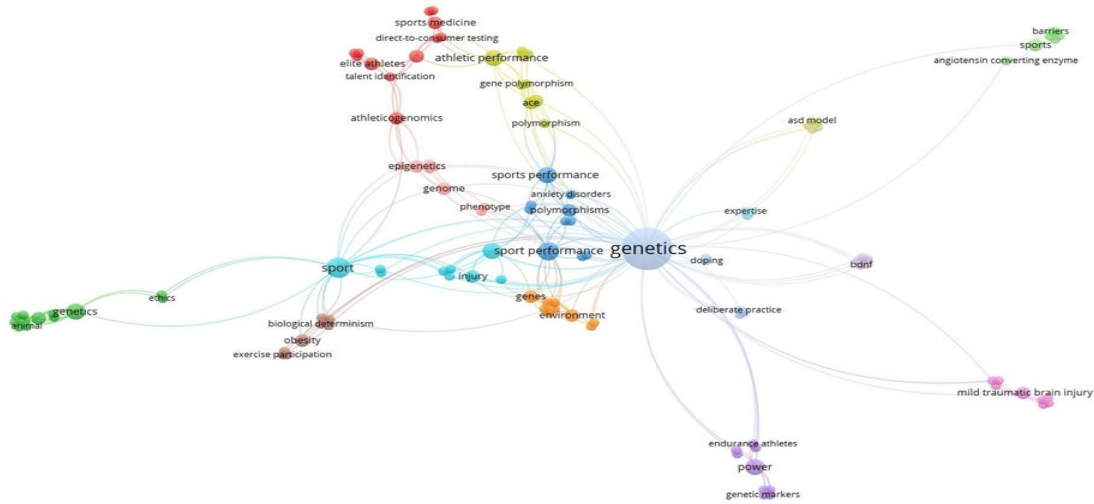 barriers
sports medicine
sports
direct-to-consumer testing
athletic performance
angiotensin converting enzyme
elite athletes
talent identification
gene polymorphism
ace
athleticogenomics
polymorphism
asd model
epigenetics
sports performance
genome
anxiety disorders
phenotype
polymorphisms
expertise
sport performance
genetics
sport
injury
doping
bdnf
ethics
genes
genetics
environment
deliberate practice
animal
biological determinism
obesity
exercise participation
mild traumatic brain injury
endurance athletes
power
genetic markers